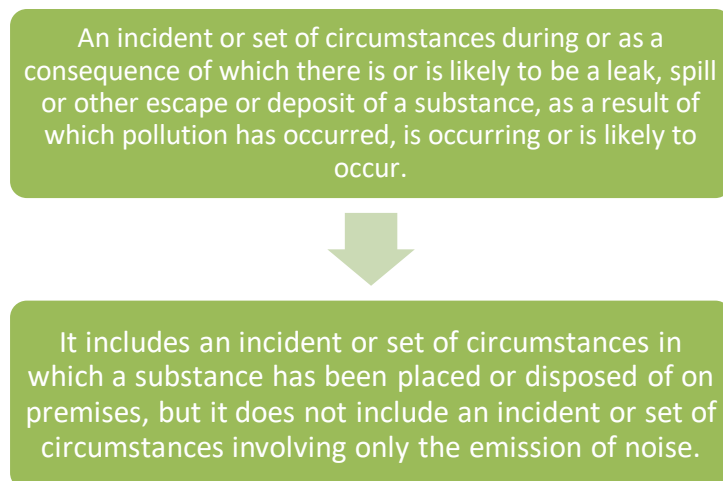 An incident or set of circumstances during or as a
consequence of which there is or is likely to be a leak, spill
or other escape or deposit of a substance, as a result of
which pollution has occurred, is occurring or is likely to
occur.
It includes an incident or set of circumstances in
which a substance has been placed or disposed of on
premises, but it does not include an incident or set of
circumstances involving only the emission of noise.